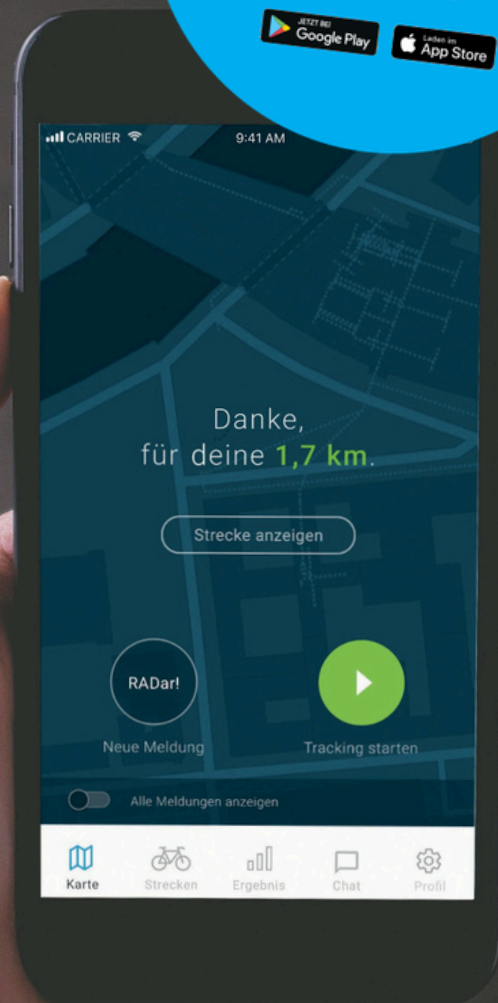 JETZT BEI
Google Play
Laden im
App Store
CARRIER
9:41 AM
Danke,
für deine 1,7 km.
Strecke anzeigen
RADar!
Neue Meldung
Tracking starten
Alle Meldungen anzeigen
Karte
Strecken
Ergebnis
Chat
Profil